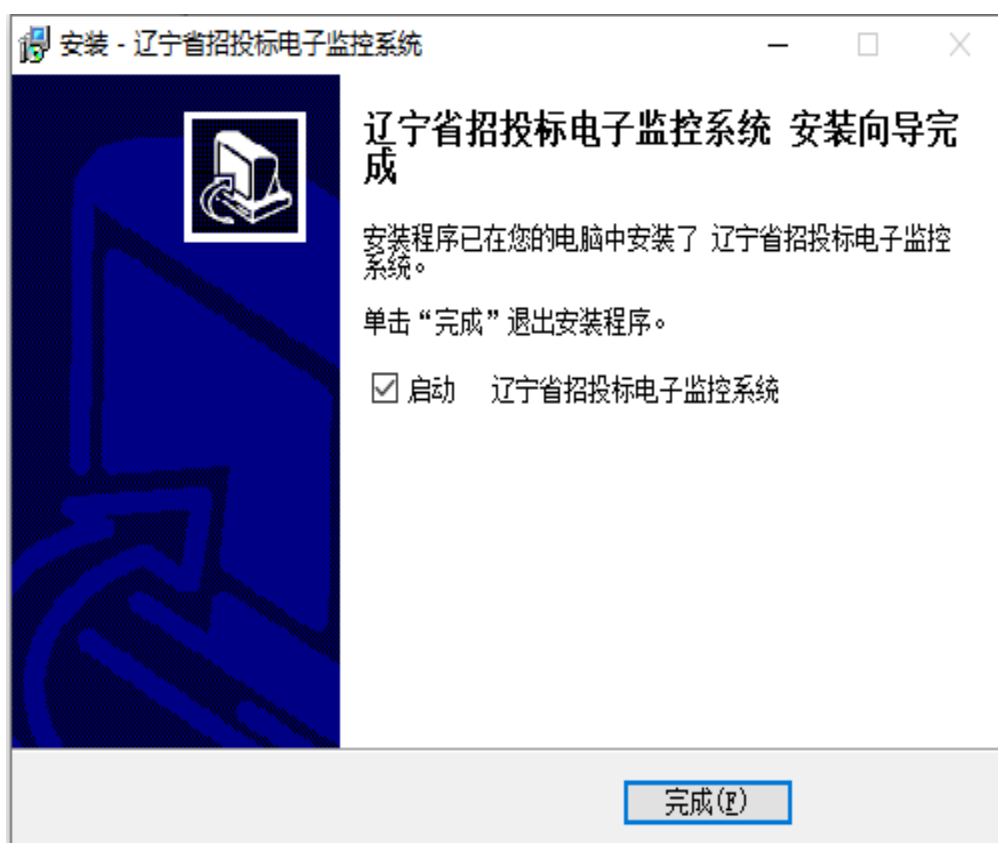 安装 - 辽宁省招投标电子监控系统
辽宁省招投标电子监控系统 安装向导完
成
安装程序已在您的电脑中安装了 辽宁省招投标电子监控
系统。
单击“完成”退出安装程序。
启动 辽宁省招投标电子监控系统
完成(F)